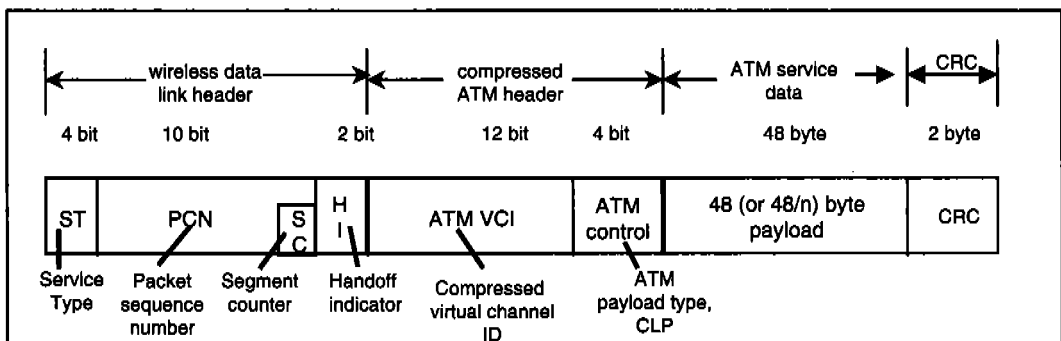 wireless data link header
compressed ATM header
ATM service data
CRC
4 bit
10 bit
2 bit
12 bit
4 bit
48 byte
2 byte
ST
PCN
SC
HI
ATM VCI
ATM control
48 (or 48/n) byte payload
CRC
Service Type
Packet sequence number
Segment counter
Handoff indicator
Compressed virtual channel ID
ATM payload type, CLP